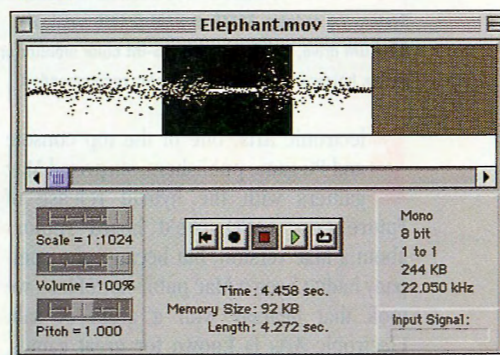 Elephant.mov
Scale = 1 :1024
Volume = 100%
Pitch = 1.000
Time: 4.458 sec.
Memory Size: 92 KB
Length: 4.272 sec.
Mono
8 bit
1 to 1
244 KB
22.050 kHz
Input Signal: